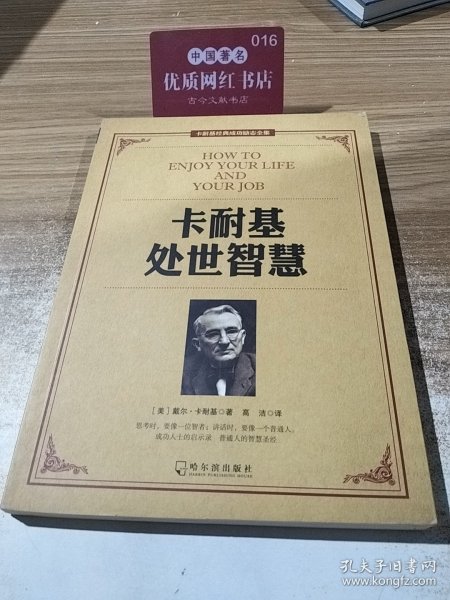 016
中国著名
优质网红书店
古今文献书店
卡耐基经典成功励志全集
HOW TO
ENJOY YOUR LIFE
AND
YOUR JOB
卡耐基
处世智慧
[美] 戴尔·卡耐基◎著 高 洁◎译
思考时，要像一位智者；讲话时，要像一个普通人。
成功人士的启示录 普通人的智慧圣经
哈尔滨出版社
HARBIN PUBLISHING HOUSE
孔夫子旧书网
www.kongfz.com